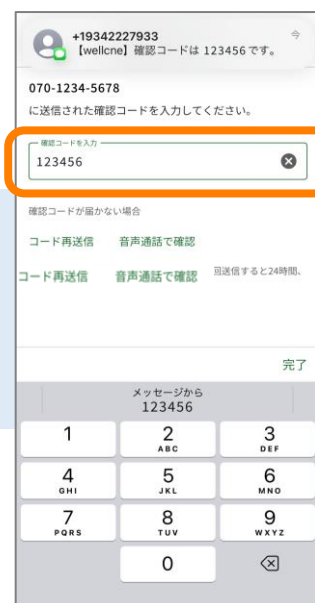 +19342227933
今
【wellcne】確認コードは 123456 です。
070-1234-5678
に送信された確認コードを入力してください。
確認コードを入力
123456
確認コードが届かない場合
コード再送信 音声通話で確認
コード再送信 音声通話で確認
回送信すると24時間、
完了
メッセージから
123456
1
2
ABC
3
DEF
4
GHI
5
JKL
6
MNO
7
PQRS
8
TUV
9
WXYZ
0